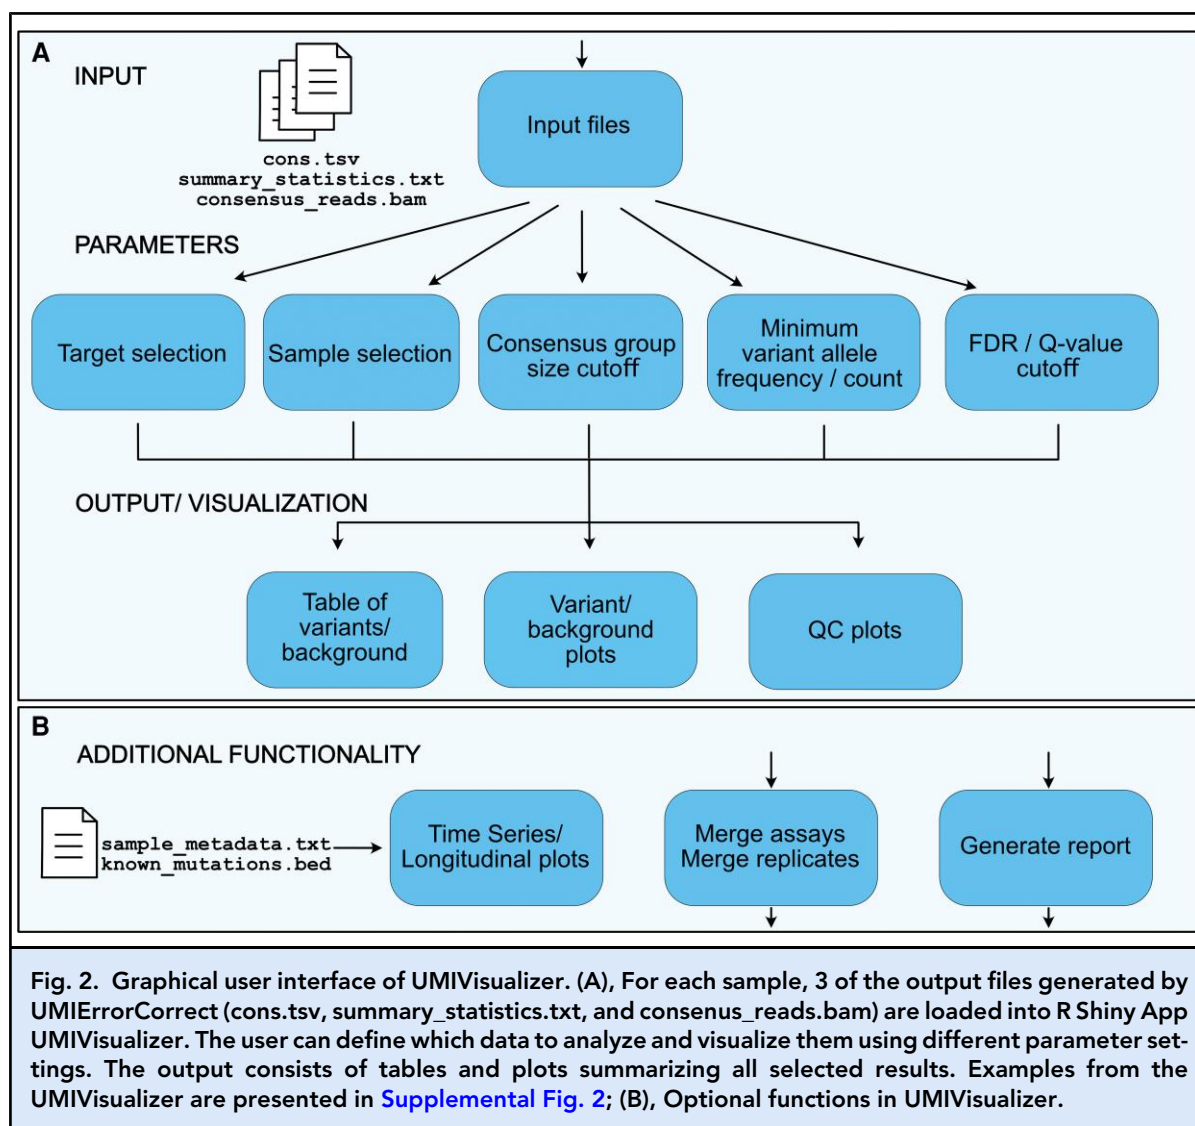 A
INPUT
cons.tsv
summary_statistics.txt
consensus_reads.bam
Input files
PARAMETERS
Target selection
Sample selection
Consensus group
size cutoff
Minimum
variant allele
frequency / count
FDR / Q-value
cutoff
OUTPUT/ VISUALIZATION
Table of
variants/
background
Variant/
background
plots
QC plots
B
ADDITIONAL FUNCTIONALITY
sample_metadata.txt
known_mutations.bed
Time Series/
Longitudinal plots
Merge assays
Merge replicates
Generate report
Fig. 2. Graphical user interface of UMIVisualizer. (A), For each sample, 3 of the output files generated by
UMIErrorCorrect (cons.tsv, summary_statistics.txt, and consenus_reads.bam) are loaded into R Shiny App
UMIVisualizer. The user can define which data to analyze and visualize them using different parameter set-
tings. The output consists of tables and plots summarizing all selected results. Examples from the
UMIVisualizer are presented in Supplemental Fig. 2; (B), Optional functions in UMIVisualizer.